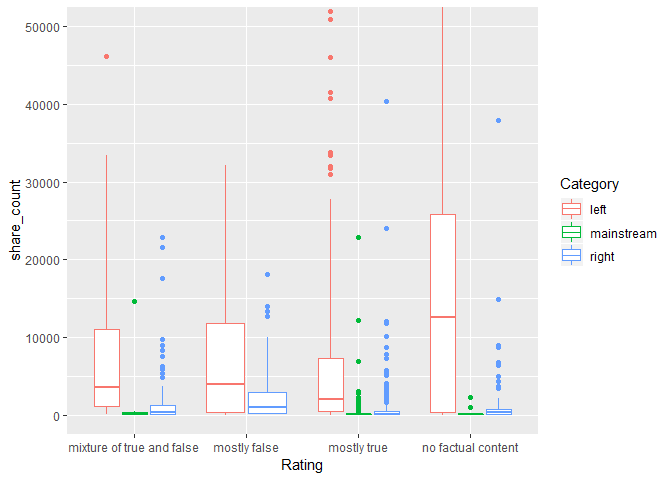 50000
40000
30000
20000
10000
0
share_count
mixture of true and false
mostly false
mostly true
no factual content
Rating
Category
left
mainstream
right